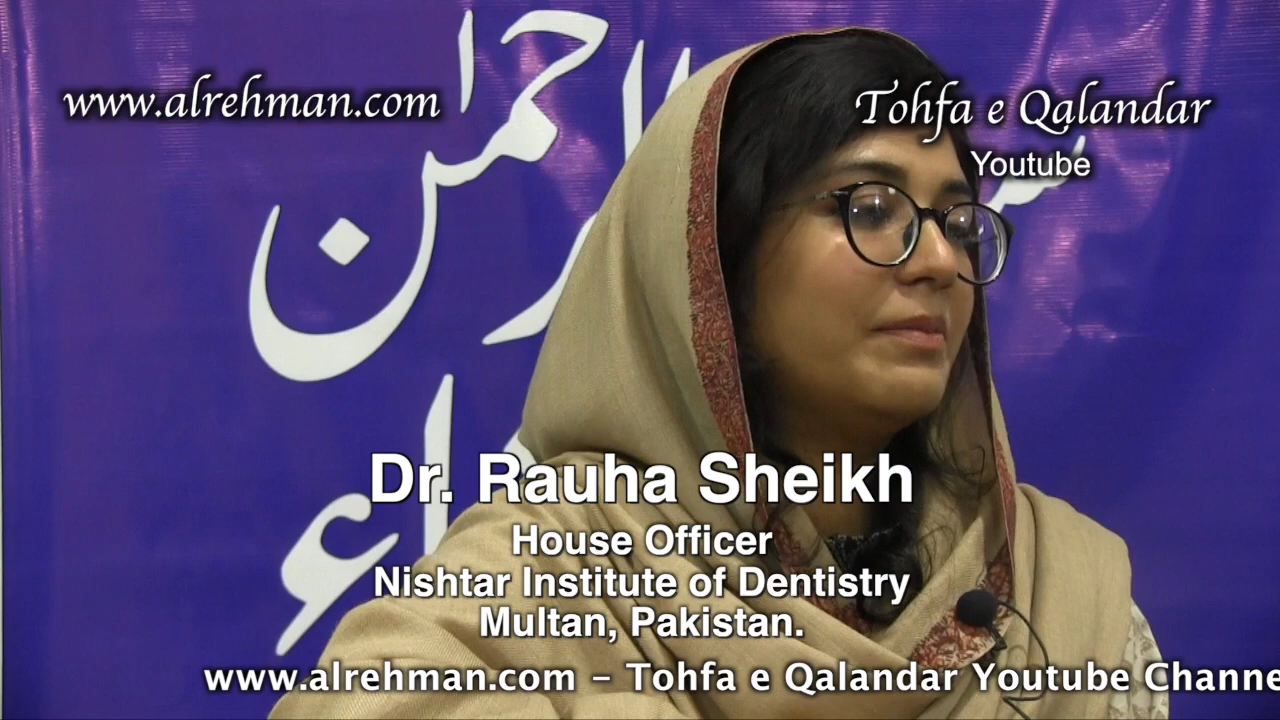 www.alrehman.com
Tohfa e Qalandar
Youtube
Dr. Rauha Sheikh
House Officer
Nishtar Institute of Dentistry
Multan, Pakistan.
www.alrehman.com – Tohfa e Qalandar Youtube Channe